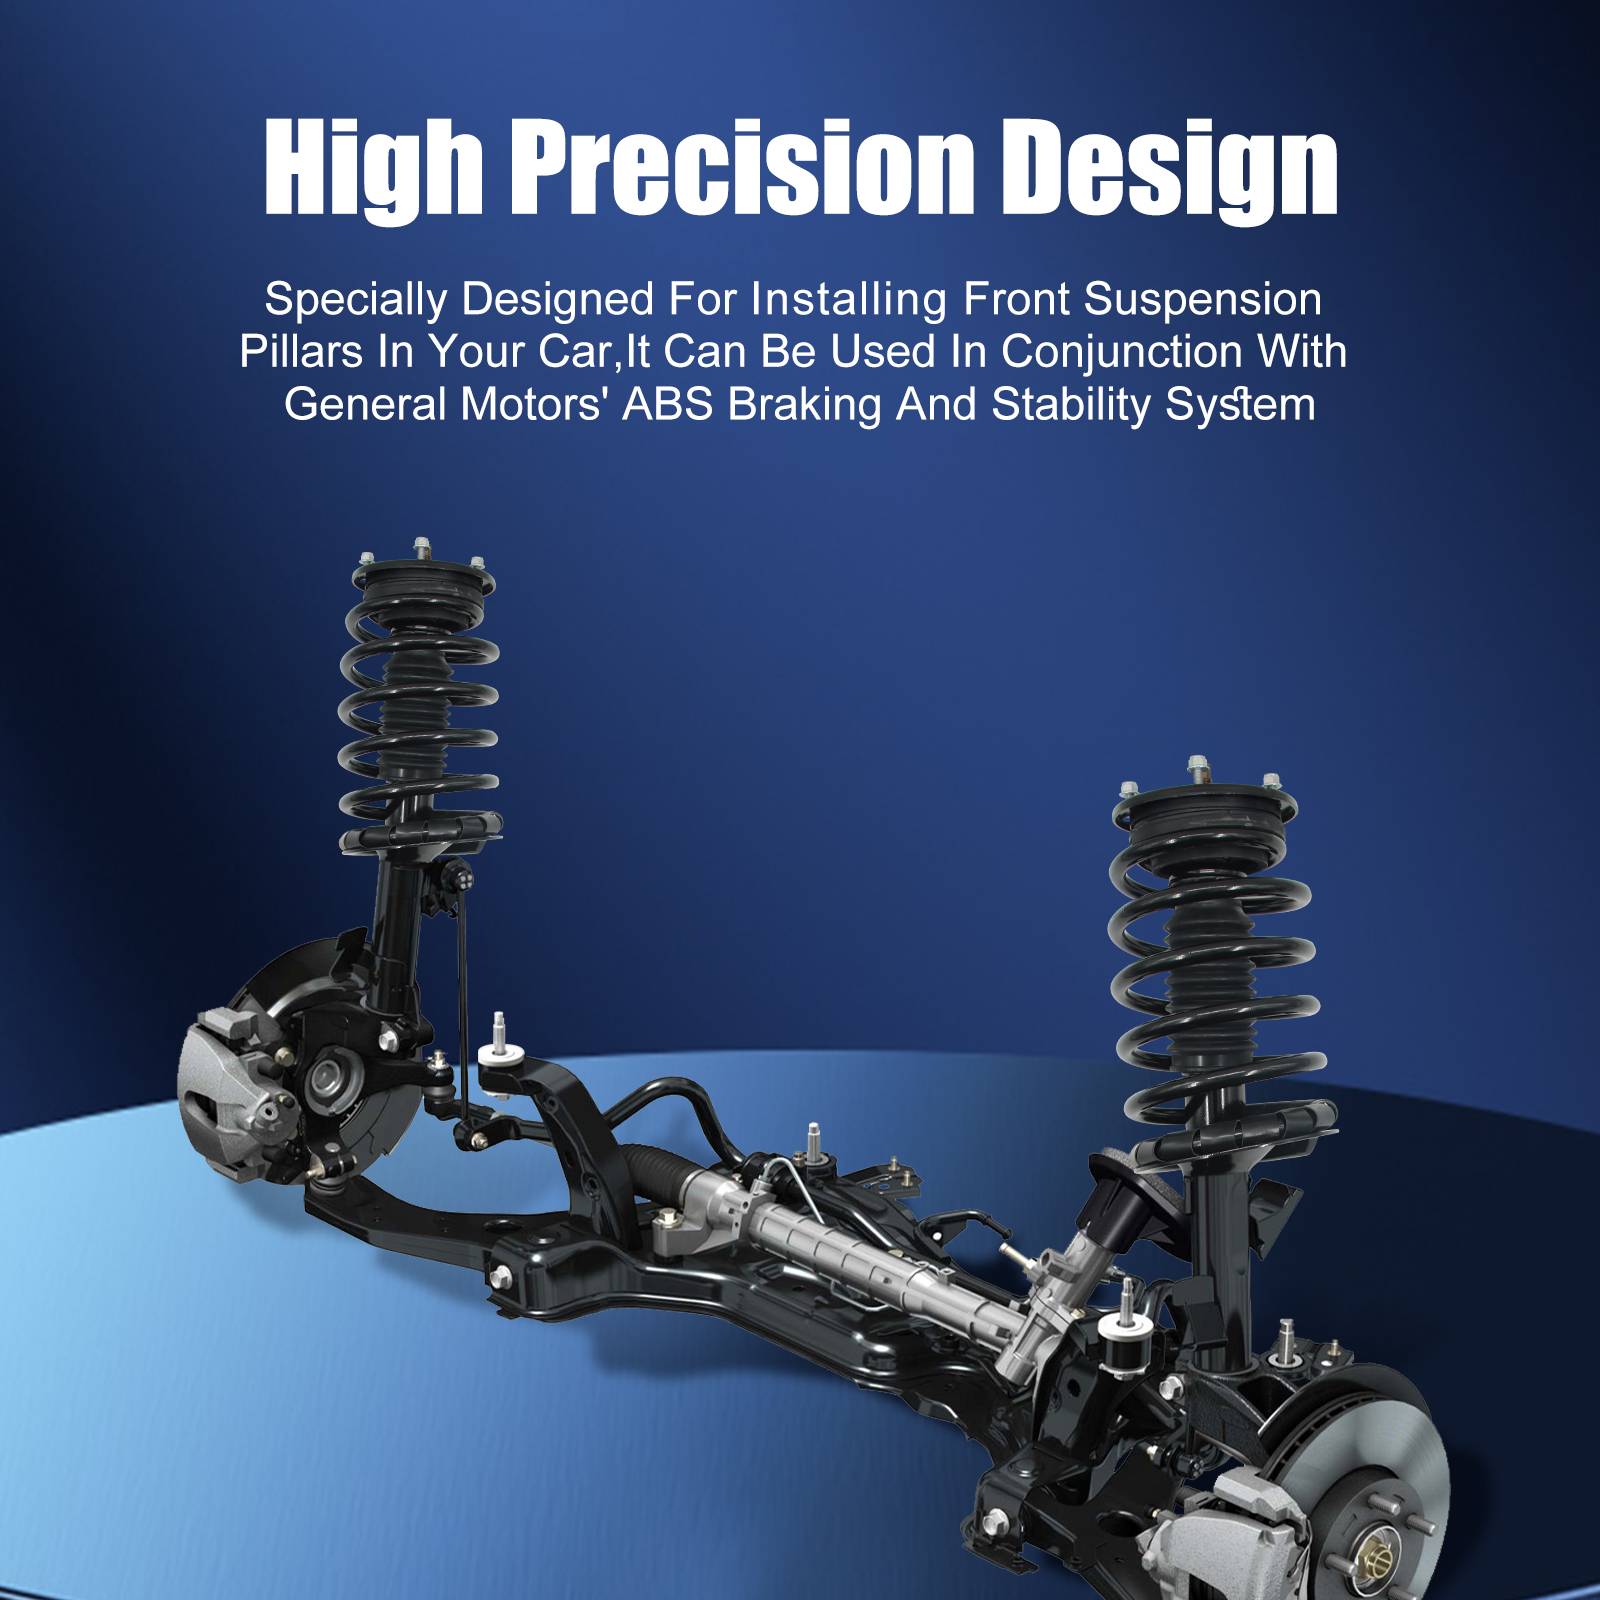 High Precision Design
Specially Designed For Installing Front Suspension
Pillars In Your Car,It Can Be Used In Conjunction With
General Motors' ABS Braking And Stability System